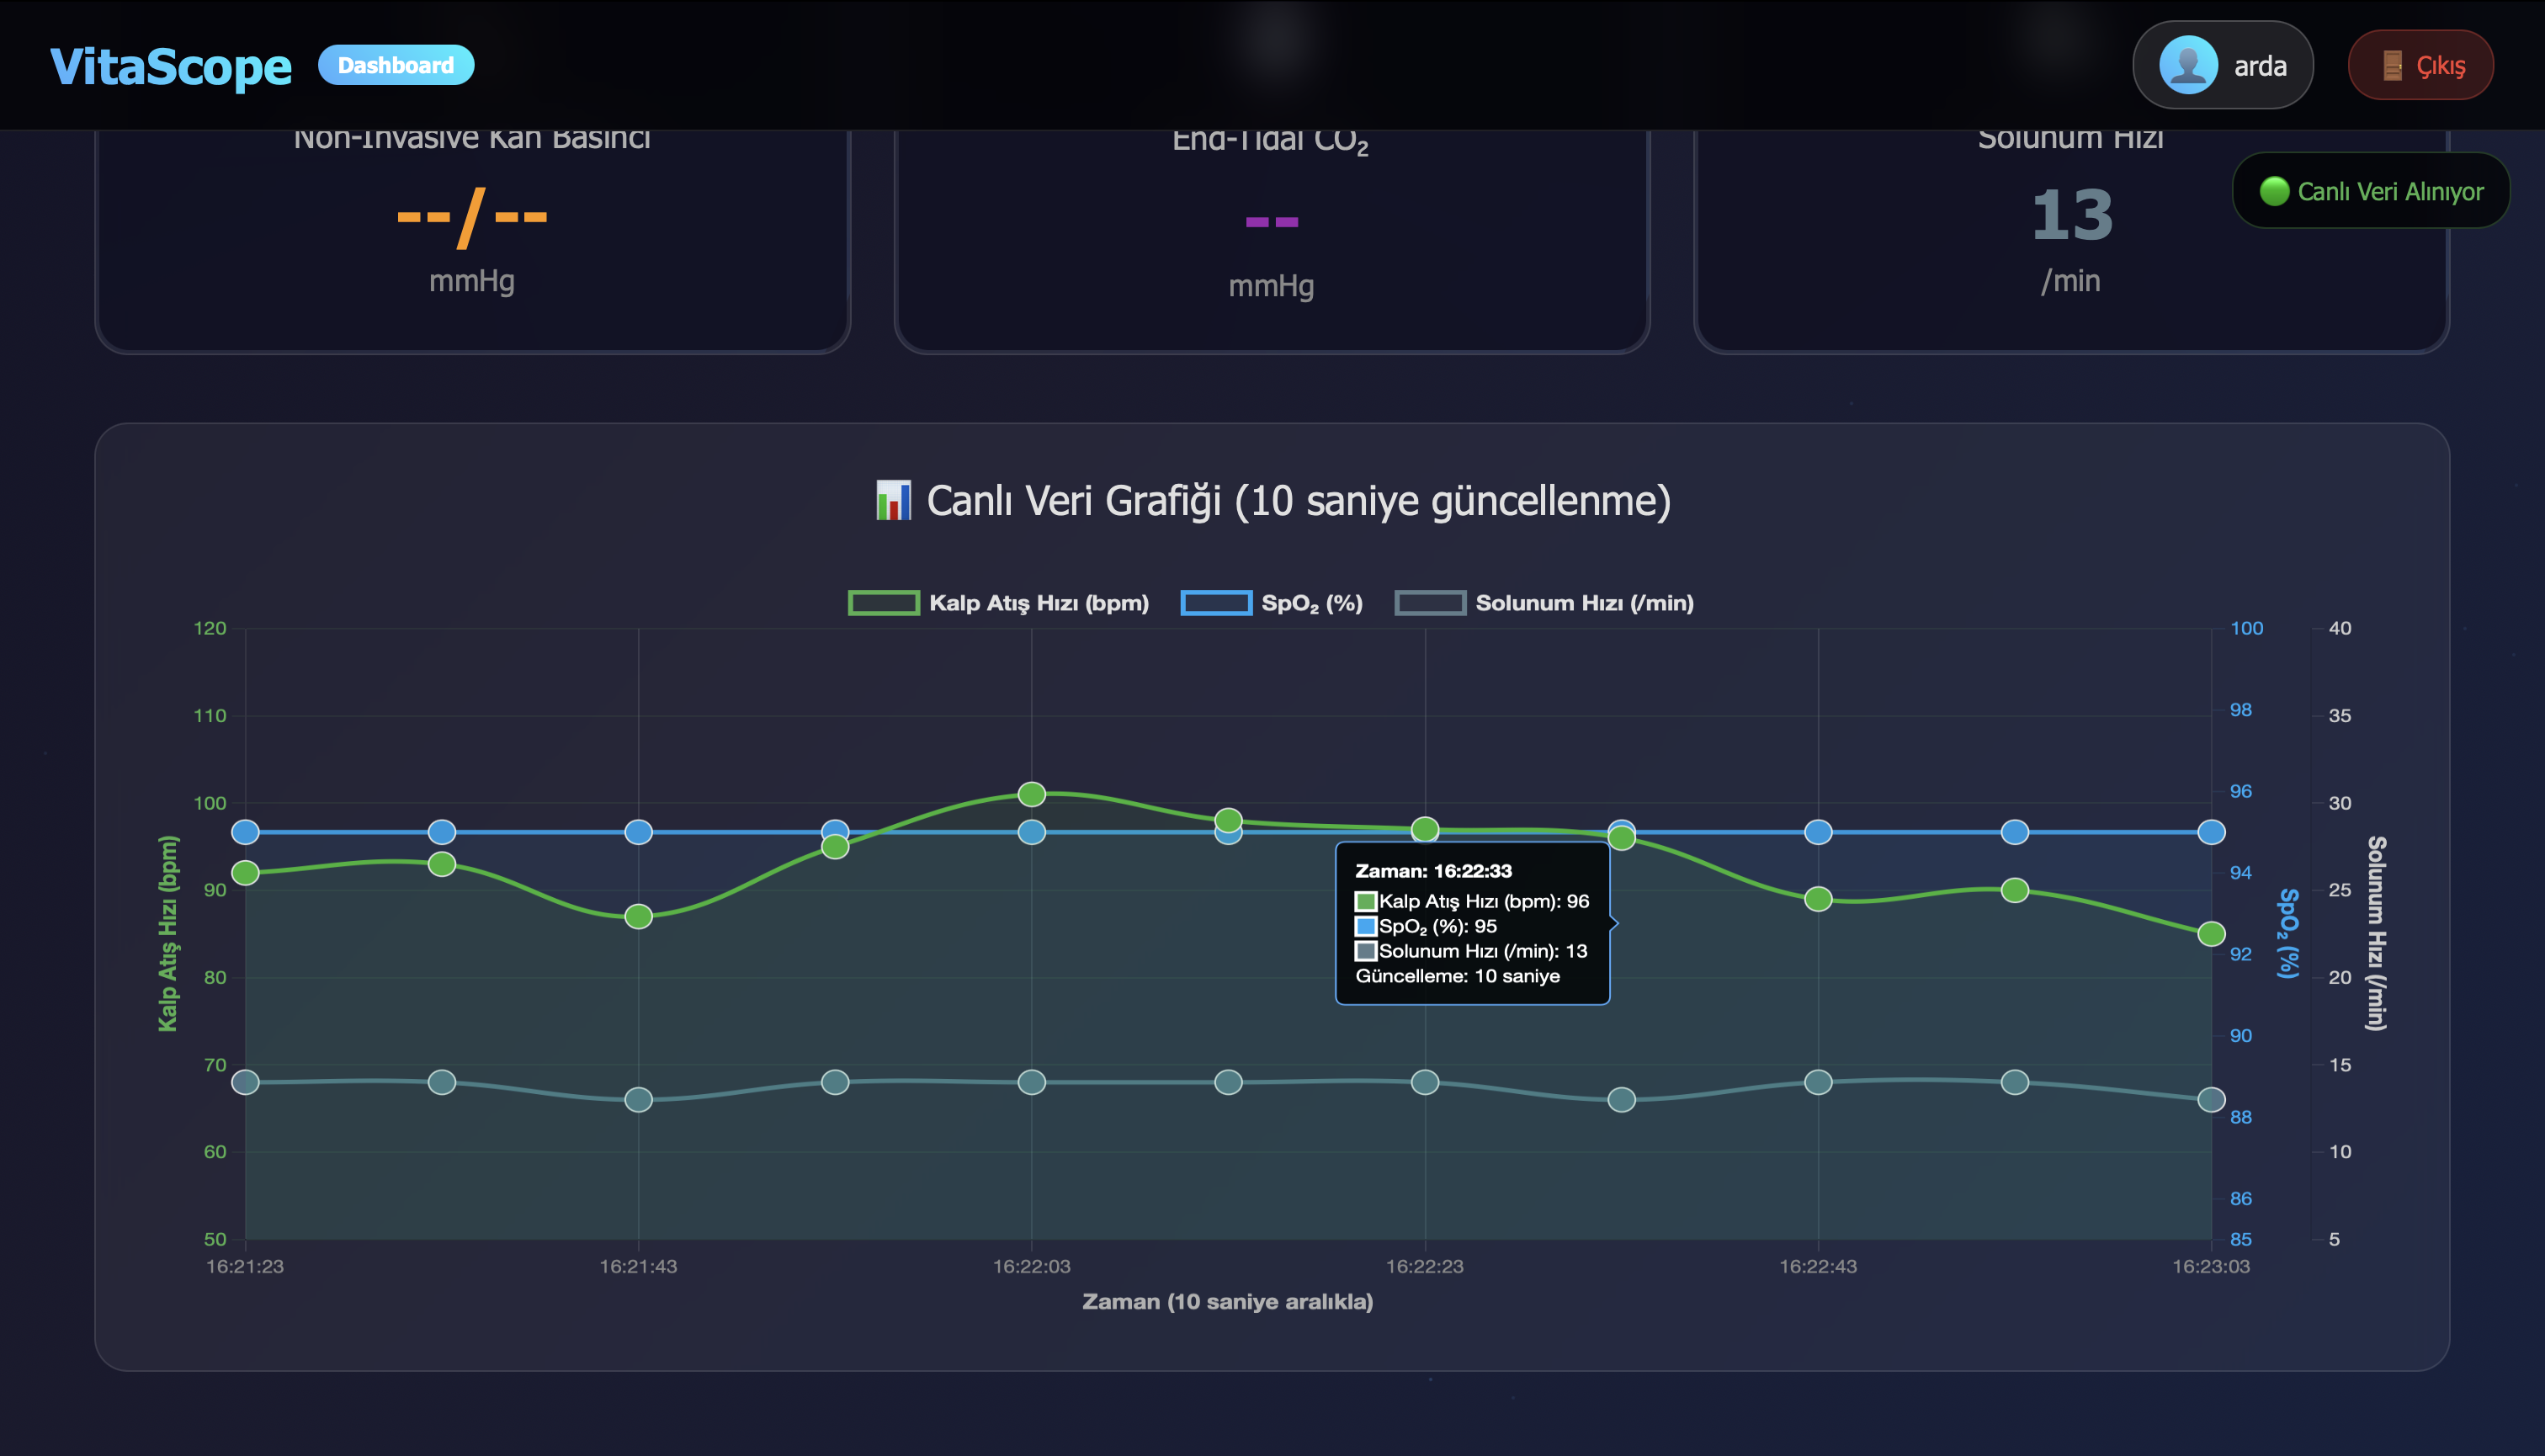 VitaScope
Dashboard
arda
Çıkış
Non-Invasive Kan Basıncı
--/--
mmHg
End-Tidal CO₂
--
mmHg
Solunum Hızı
13
/min
Canlı Veri Alınıyor
Canlı Veri Grafiği (10 saniye güncellenme)
Kalp Atış Hızı (bpm)
SpO₂ (%)
Solunum Hızı (/min)
120
110
100
90
80
70
60
50
Kalp Atış Hızı (bpm)
Zaman: 16:22:33
Kalp Atış Hızı (bpm): 96
SpO₂ (%): 95
Solunum Hızı (/min): 13
Güncelleme: 10 saniye
100
98
96
94
92
90
88
86
85
SpO₂ (%)
40
35
30
25
20
15
10
5
Solunum Hızı (/min)
16:21:23
16:21:43
16:22:03
16:22:23
16:22:43
16:23:03
Zaman (10 saniye aralıkla)